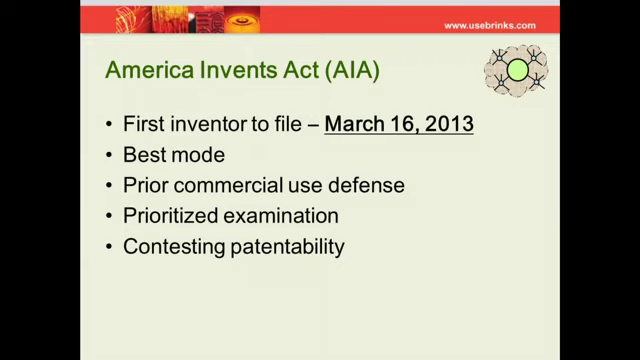 www.usebrinks.com
America Invents Act (AIA)
• First inventor to file – March 16, 2013
• Best mode
• Prior commercial use defense
• Prioritized examination
• Contesting patentability